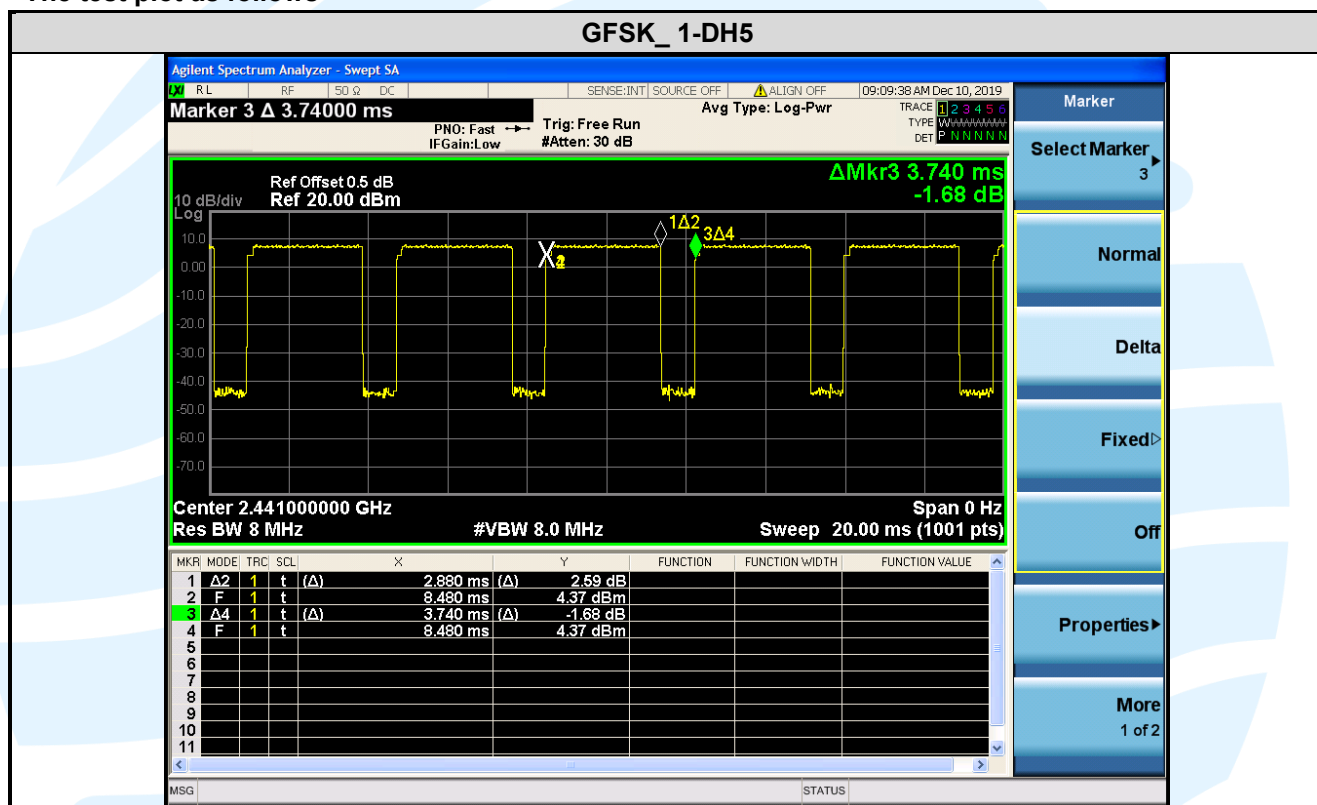 The test plot as follows
GFSK_ 1-DH5
Agilent Spectrum Analyzer - Swept SA
LXI RL RF 50 Ω DC SENSE:INT SOURCE OFF ALIGN OFF 09:09:38 AM Dec 10, 2019
Marker 3 Δ 3.74000 ms
Avg Type: Log-Pwr
TRACE 1 2 3 4 5 6
TYPE
DET P N N N N N
PNO: Fast
IFGain:Low
Trig: Free Run
#Atten: 30 dB
ΔMkr3 3.740 ms
-1.68 dB
Ref Offset 0.5 dB
10 dB/div Ref 20.00 dBm
Log
10.0
0.00
-10.0
-20.0
-30.0
-40.0
-50.0
-60.0
-70.0
1Δ2
3Δ4
Center 2.441000000 GHz Span 0 Hz
Res BW 8 MHz #VBW 8.0 MHz Sweep 20.00 ms (1001 pts)
MKR MODE TRC SCL X Y FUNCTION FUNCTION WIDTH FUNCTION VALUE
1 Δ2 1 t (Δ) 2.880 ms (Δ) 2.59 dB
2 F 1 t 8.480 ms 4.37 dBm
3 Δ4 1 t (Δ) 3.740 ms (Δ) -1.68 dB
4 F 1 t 8.480 ms 4.37 dBm
5
6
7
8
9
10
11
MSG STATUS
Marker
Select Marker
3
Normal
Delta
Fixed
Off
Properties
More
1 of 2